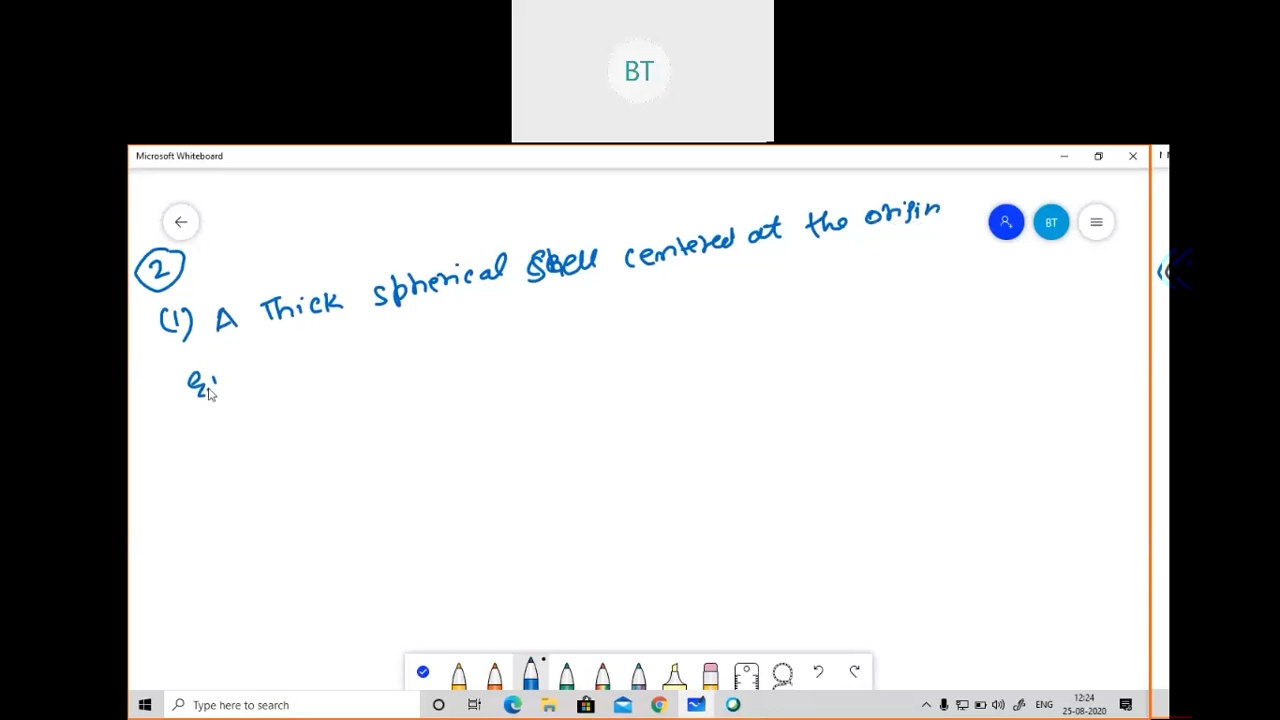 BT
Microsoft Whiteboard
BT
2
(1) A Thick spherical Shell centered at the origin
Type here to search
ENG
12:24
25-08-2020